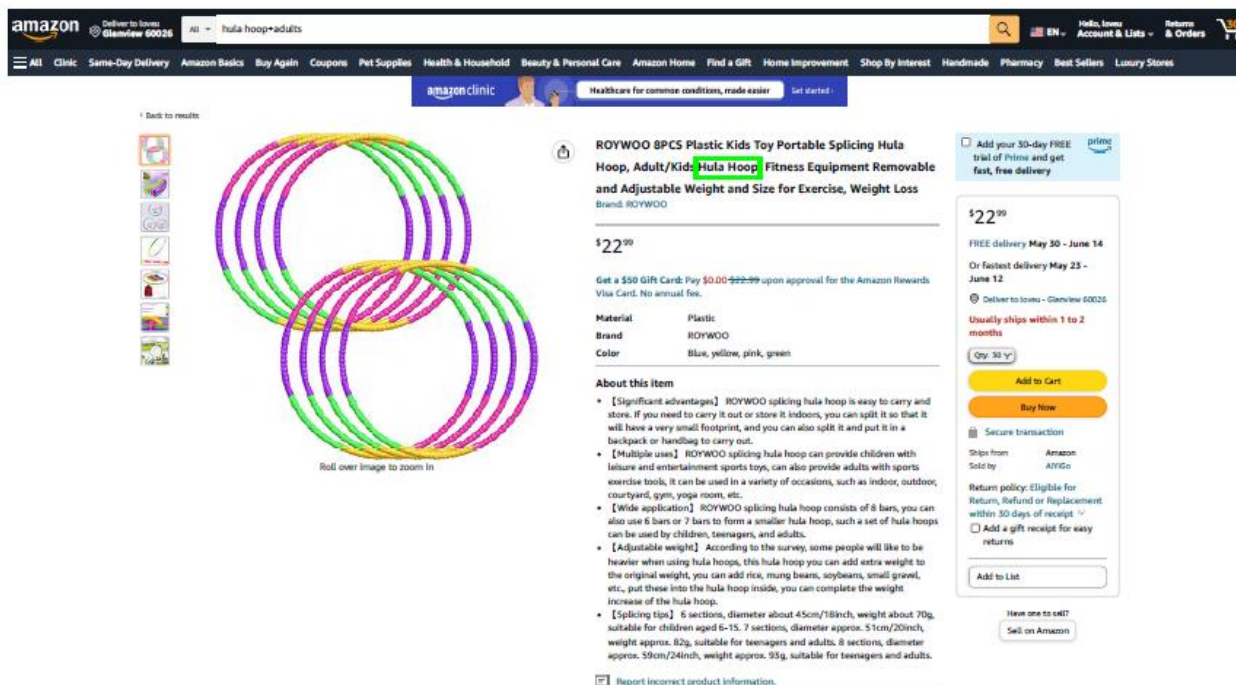 amazon
Deliver to loveu
Glenview 60026
All
hula hoop+adults
EN
Hello, loveu
Account & Lists
Returns
& Orders
All Clinic Same-Day Delivery Amazon Basics Buy Again Coupons Pet Supplies Health & Household Beauty & Personal Care Amazon Home Find a Gift Home Improvement Shop By Interest Handmade Pharmacy Best Sellers Luxury Stores
amazon clinic
Healthcare for common conditions, made easier
Get started ›
‹ Back to results
Roll over image to zoom in
ROYWOO 8PCS Plastic Kids Toy Portable Splicing Hula
Hoop, Adult/Kids Hula Hoop Fitness Equipment Removable
and Adjustable Weight and Size for Exercise, Weight Loss
Brand: ROYWOO
$22⁹⁹
Get a $50 Gift Card: Pay $0.00 $22.99 upon approval for the Amazon Rewards
Visa Card. No annual fee.
Material Plastic
Brand ROYWOO
Color Blue, yellow, pink, green
About this item
• 【Significant advantages】 ROYWOO splicing hula hoop is easy to carry and
store. If you need to carry it out or store it indoors, you can split it so that it
will have a very small footprint, and you can also split it and put it in a
backpack or handbag to carry out.
• 【Multiple uses】 ROYWOO splicing hula hoop can provide children with
leisure and entertainment sports toys, can also provide adults with sports
exercise tools, it can be used in a variety of occasions, such as indoor, outdoor,
courtyard, gym, yoga room, etc.
• 【Wide application】 ROYWOO splicing hula hoop consists of 8 bars, you can
also use 6 bars or 7 bars to form a smaller hula hoop, such a set of hula hoops
can be used by children, teenagers, and adults.
• 【Adjustable weight】 According to the survey, some people will like to be
heavier when using hula hoops, this hula hoop you can add extra weight to
the original weight, you can add rice, mung beans, soybeans, small gravel,
etc., put these into the hula hoop inside, you can complete the weight
increase of the hula hoop.
• 【Splicing tips】 6 sections, diameter about 45cm/18inch, weight about 70g,
suitable for children aged 6-15. 7 sections, diameter approx. 51cm/20inch,
weight approx. 82g, suitable for teenagers and adults. 8 sections, diameter
approx. 59cm/24inch, weight approx. 93g, suitable for teenagers and adults.
Report incorrect product information.
Add your 30-day FREE
trial of Prime and get
fast, free delivery
prime
$22⁹⁹
FREE delivery May 30 - June 14
Or fastest delivery May 23 -
June 12
Deliver to loveu - Glenview 60026
Usually ships within 1 to 2
months
Qty: 30
Add to Cart
Buy Now
Secure transaction
Ships from Amazon
Sold by AIYIGo
Return policy: Eligible for
Return, Refund or Replacement
within 30 days of receipt
Add a gift receipt for easy
returns
Add to List
Have one to sell?
Sell on Amazon